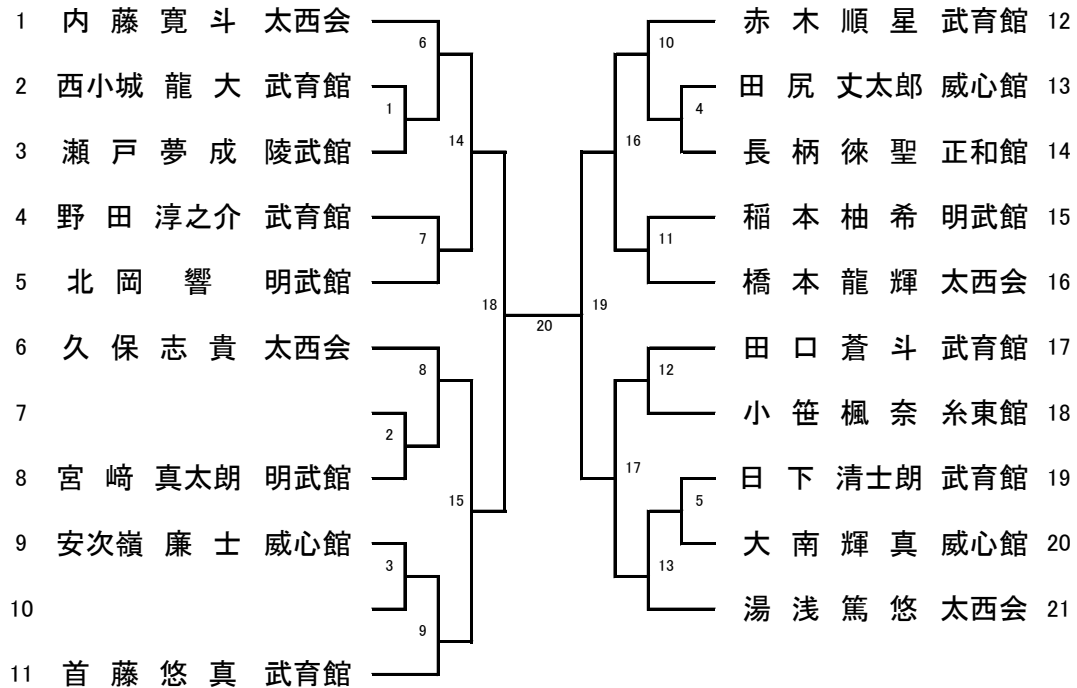 1 内 藤 寛 斗 太西会
2 西小城 龍 大 武育館
3 瀬 戸 夢 成 陵武館
4 野 田 淳之介 武育館
5 北 岡 響 明武館
6 久 保 志 貴 太西会
7
8 宮 﨑 真太朗 明武館
9 安次嶺 廉 士 威心館
10
11 首 藤 悠 真 武育館
6
1
14
7
18
8
2
15
3
9
20
赤 木 順 星 武育館 12
田 尻 丈太郎 威心館 13
長 柄 徠 聖 正和館 14
稲 本 柚 希 明武館 15
橋 本 龍 輝 太西会 16
田 口 蒼 斗 武育館 17
小 笹 楓 奈 糸東館 18
日 下 清士朗 武育館 19
大 南 輝 真 威心館 20
湯 浅 篤 悠 太西会 21
10
4
16
11
19
12
17
5
13